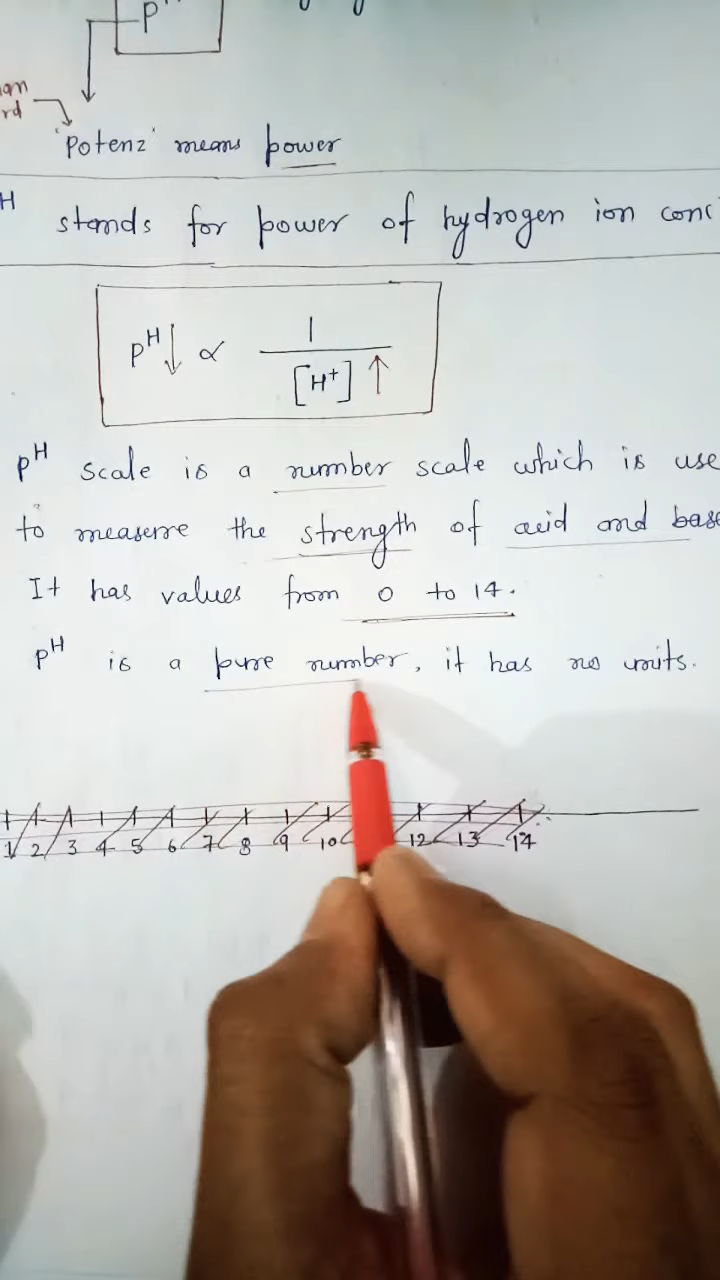 pH
'Potenz' means power
H stands for power of hydrogen ion conc
pH↓ ∝ 1
[H+] ↑
pH scale is a number scale which is use
to measure the strength of acid and base
It has values from 0 to 14.
pH is a pure number, it has no units.
1 2 3 4 5 6 7 8 9 10 12 13 14